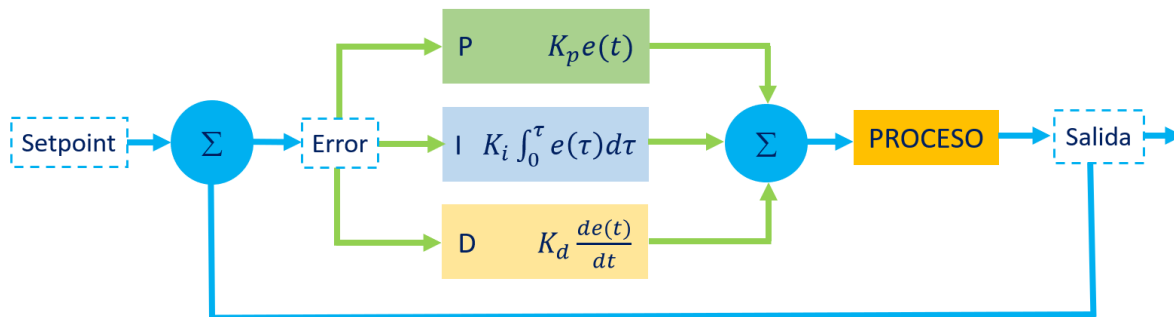 Setpoint
Σ
Error
P K_p e(t)
I K_i ∫_0^τ e(τ)dτ
D K_d de(t)/dt
Σ
PROCESO
Salida